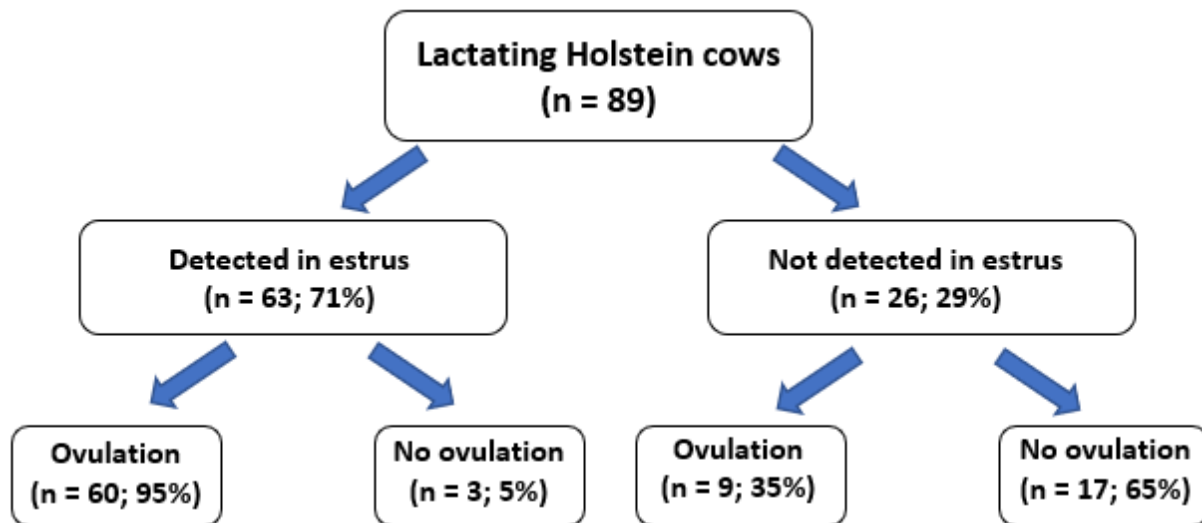 Lactating Holstein cows
(n = 89)
Detected in estrus
(n = 63; 71%)
Not detected in estrus
(n = 26; 29%)
Ovulation
(n = 60; 95%)
No ovulation
(n = 3; 5%)
Ovulation
(n = 9; 35%)
No ovulation
(n = 17; 65%)